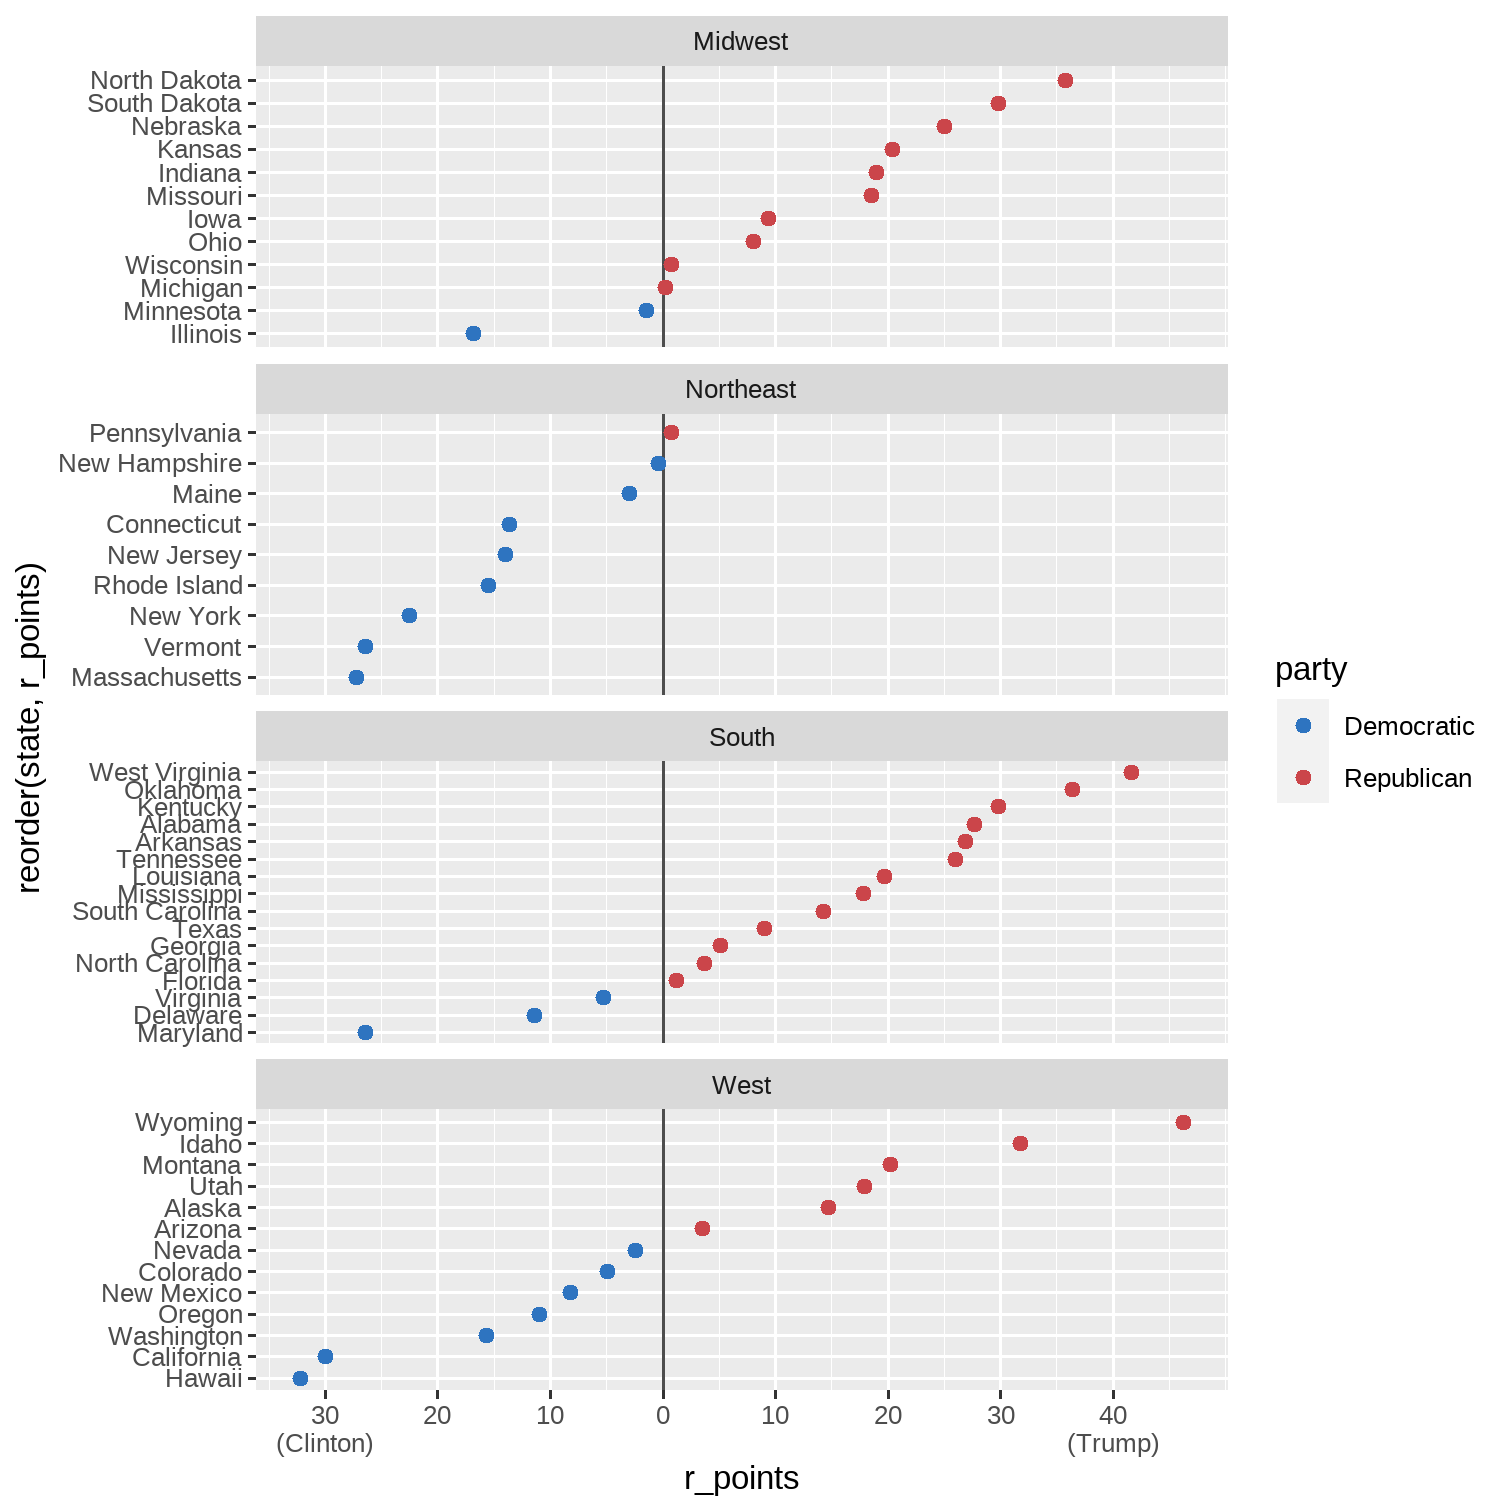 Midwest
North Dakota
South Dakota
Nebraska
Kansas
Indiana
Missouri
Iowa
Ohio
Wisconsin
Michigan
Minnesota
Illinois
Northeast
Pennsylvania
New Hampshire
Maine
Connecticut
New Jersey
Rhode Island
New York
Vermont
Massachusetts
South
West Virginia
Oklahoma
Kentucky
Alabama
Arkansas
Tennessee
Louisiana
Mississippi
South Carolina
Texas
Georgia
North Carolina
Florida
Virginia
Delaware
Maryland
West
Wyoming
Idaho
Montana
Utah
Alaska
Arizona
Nevada
Colorado
New Mexico
Oregon
Washington
California
Hawaii
30 20 10 0 10 20 30 40
(Clinton) (Trump)
r_points
reorder(state, r_points)
party
Democratic
Republican